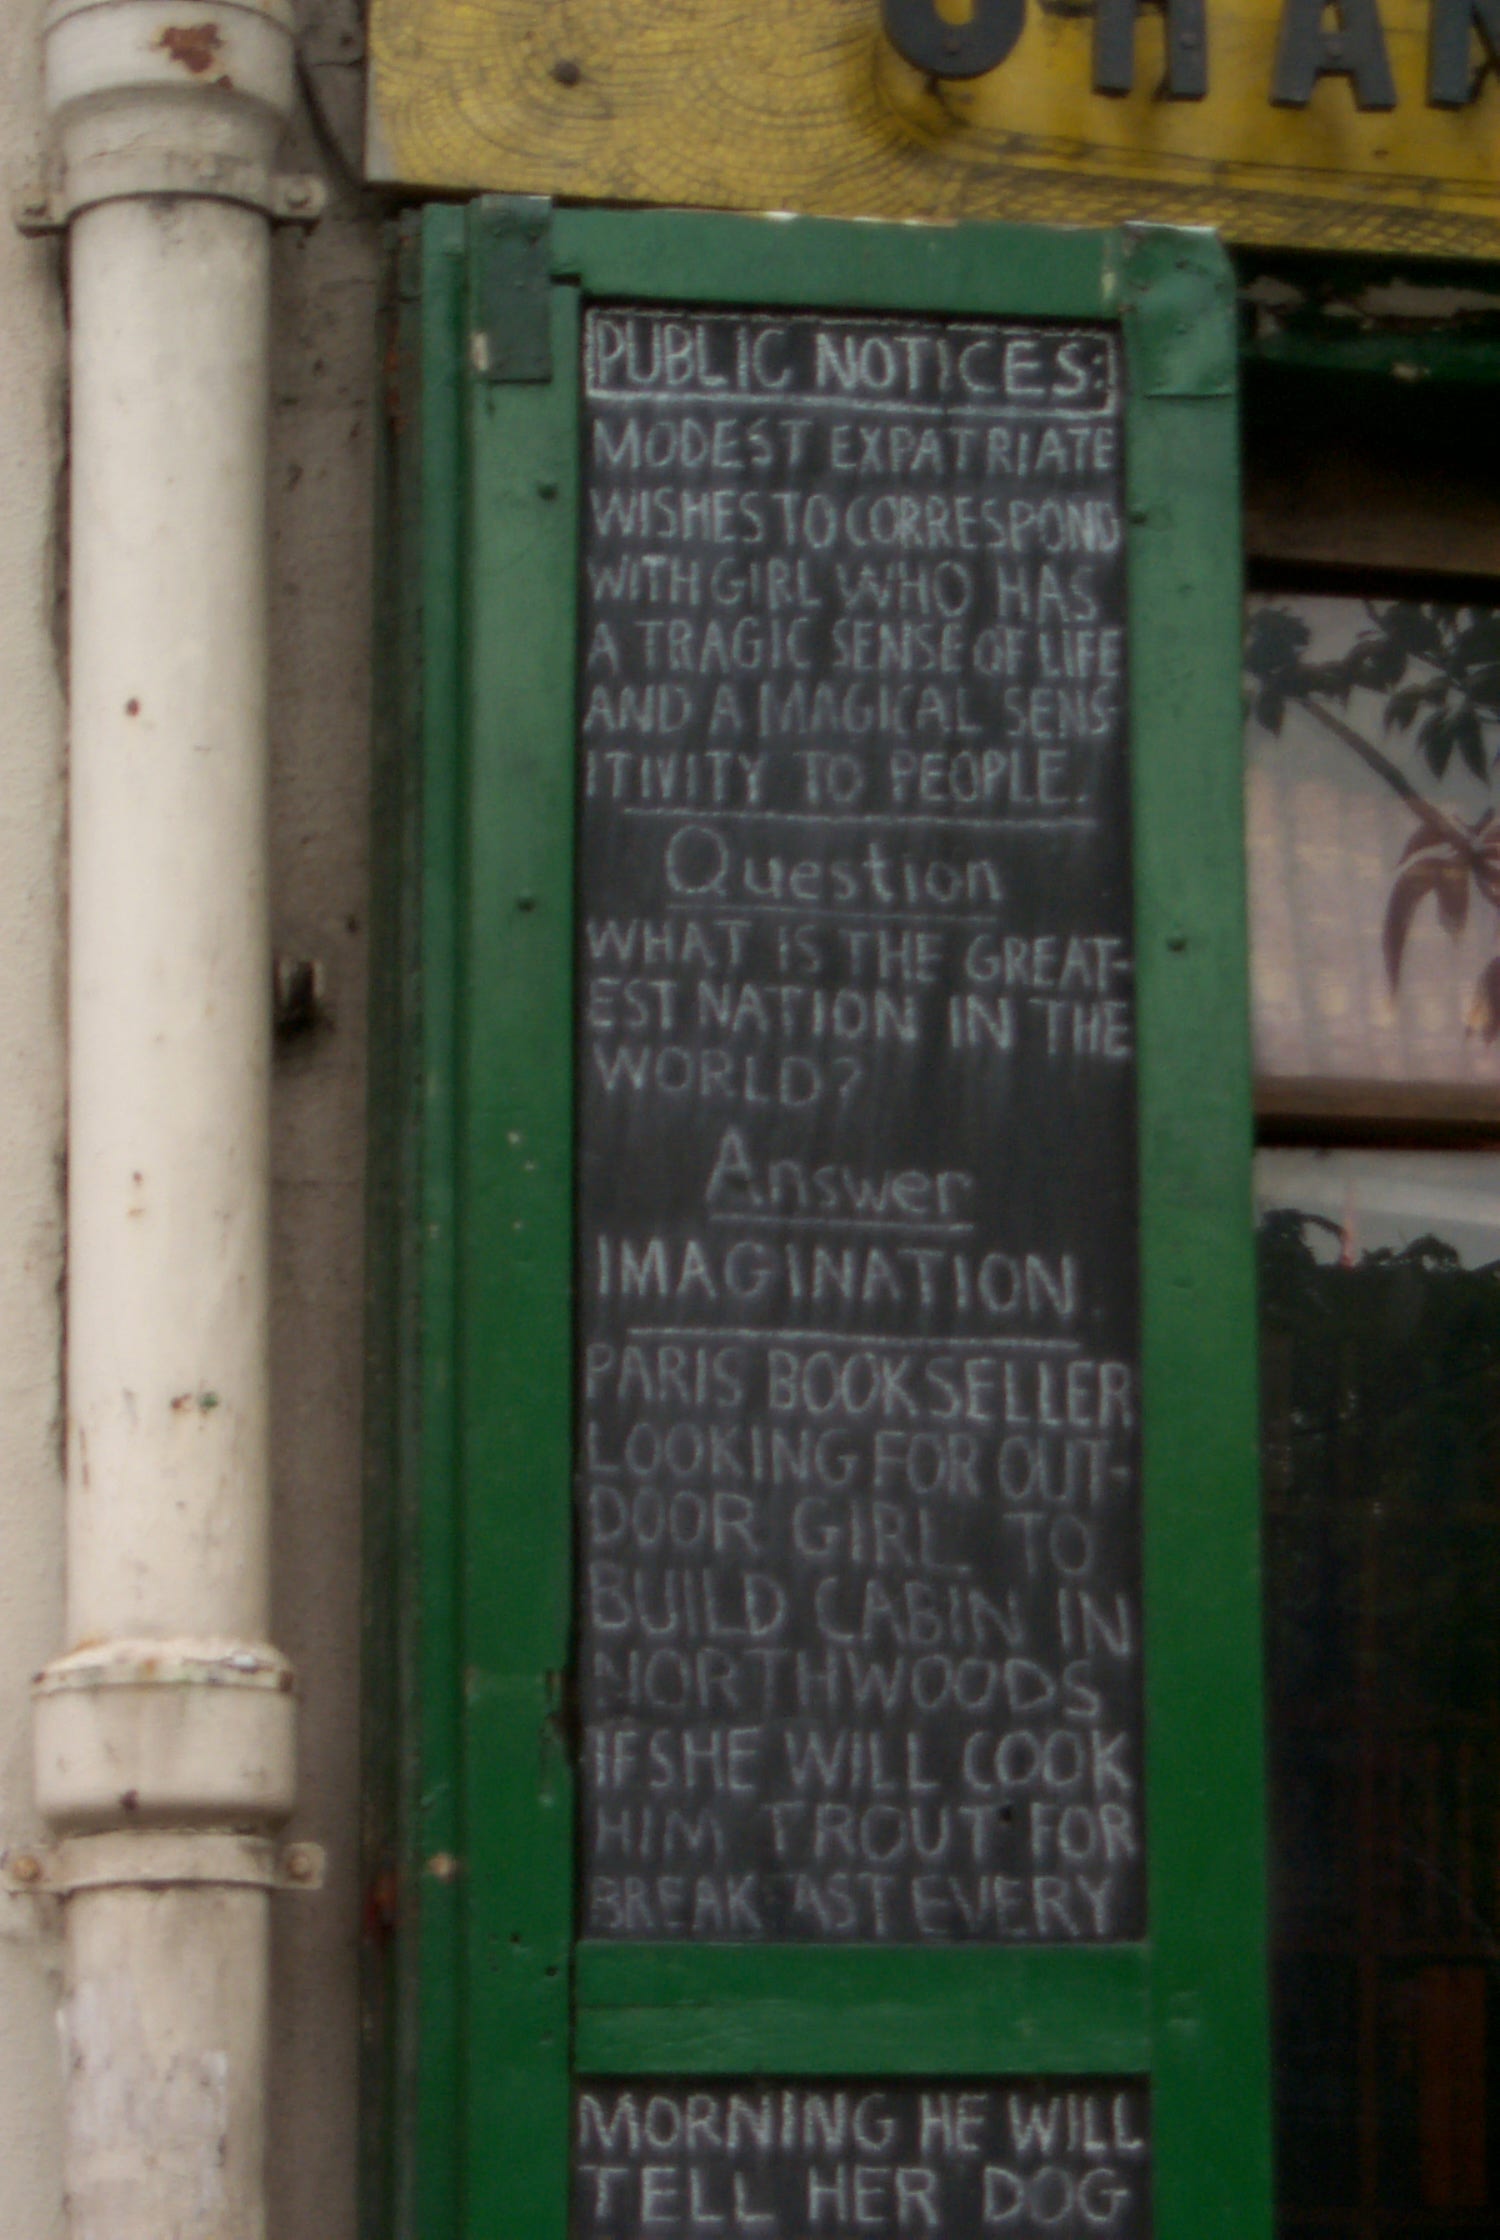 SHAK
PUBLIC NOTICES:
MODEST EXPATRIATE
WISHES TO CORRESPOND
WITH GIRL WHO HAS
A TRAGIC SENSE OF LIFE
AND A MAGICAL SENS-
ITIVITY TO PEOPLE.
Question
WHAT IS THE GREAT-
EST NATION IN THE
WORLD?
Answer
IMAGINATION.
PARIS BOOKSELLER
LOOKING FOR OUT-
DOOR GIRL TO
BUILD CABIN IN
NORTHWOODS
IF SHE WILL COOK
HIM TROUT FOR
BREAKFAST EVERY
MORNING HE WILL
TELL HER DOG